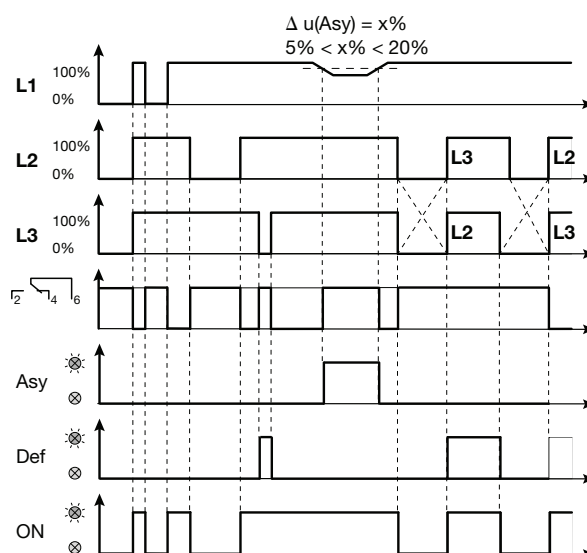 Δ u(Asy) = x%
5% < x% < 20%
L1 100%
0%
L2 100%
0%
L3
L2
L3 100%
0%
L2
L3
2 4 6
Asy
Def
ON